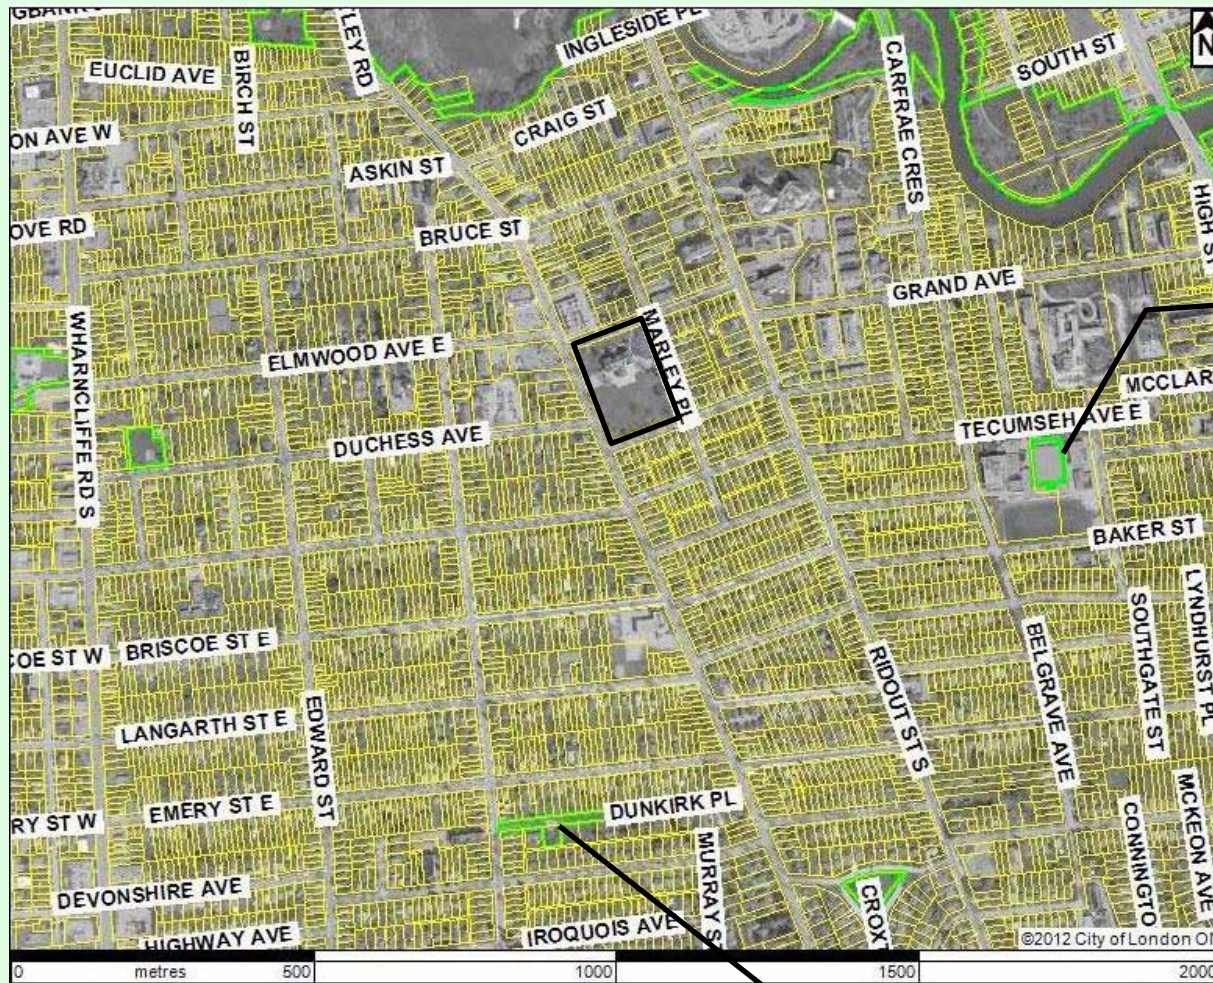 GBANK
LEY RD
INGLESIDE PL
N
EUCLID AVE
BIRCH ST
CARFRAE CRES
SOUTH ST
CRAIG ST
ON AVE W
ASKIN ST
OVE RD
BRUCE ST
HIGH ST
GRAND AVE
WHARNCLIFFE RD S
ELMWOOD AVE E
MARLEY PL
MCCLAR
TECUMSEH AVE E
DUCHESS AVE
BAKER ST
COE ST W
BRISCOE ST E
RIDOUT ST S
BELGRAVE AVE
SOUTHGATE ST
LYNDHURST PL
LANGARTH ST E
EDWARD ST
RY ST W
EMERY ST E
DUNKIRK PL
MURRAY S
CONNINGTO
MCKEON AVE
DEVONSHIRE AVE
CROXT
HIGHWAY AVE
IROQUOIS AVE
©2012 City of London ON
0 metres 500 1000 1500 2000